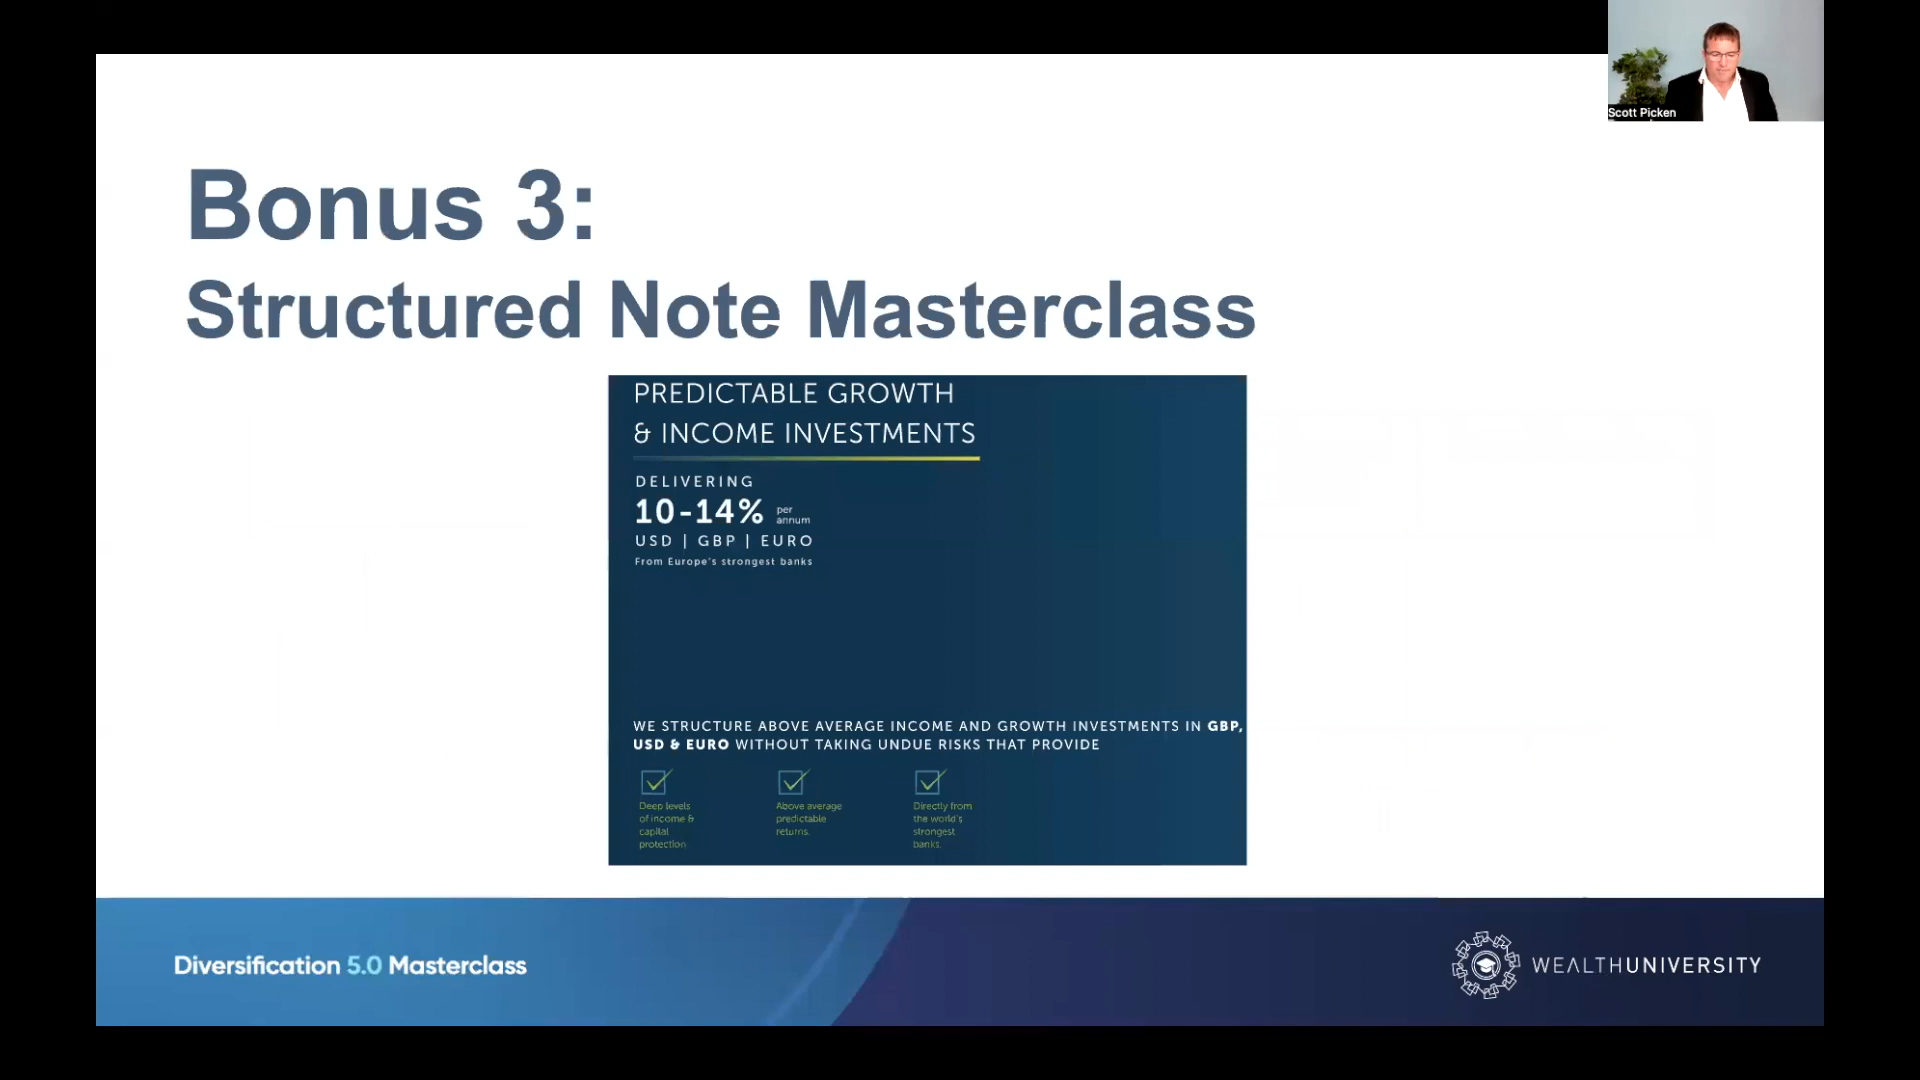 Scott Picken
Bonus 3:
Structured Note Masterclass
PREDICTABLE GROWTH
& INCOME INVESTMENTS
DELIVERING
10-14% per annum
USD | GBP | EURO
From Europe's strongest banks
WE STRUCTURE ABOVE AVERAGE INCOME AND GROWTH INVESTMENTS IN GBP,
USD & EURO WITHOUT TAKING UNDUE RISKS THAT PROVIDE
Deep levels
of income &
capital
protection.
Above average
predictable
returns.
Directly from
the world's
strongest
banks.
Diversification 5.0 Masterclass
WEALTHUNIVERSITY